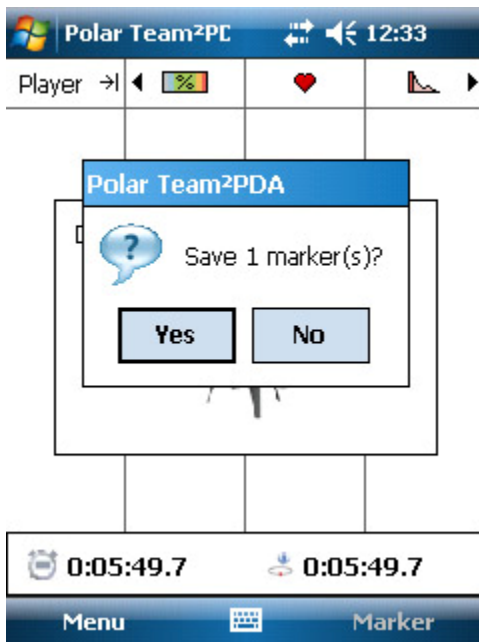 Polar Team²PD 12:33
Player %
Polar Team²PDA
?
Save 1 marker(s)?
Yes No
0:05:49.7 0:05:49.7
Menu Marker